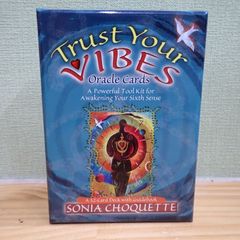 Trust Your
VIBES
Oracle Cards
A Powerful Tool Kit for
Awakening Your Sixth Sense
A 52-Card Deck with Guidebook
SONIA CHOQUETTE